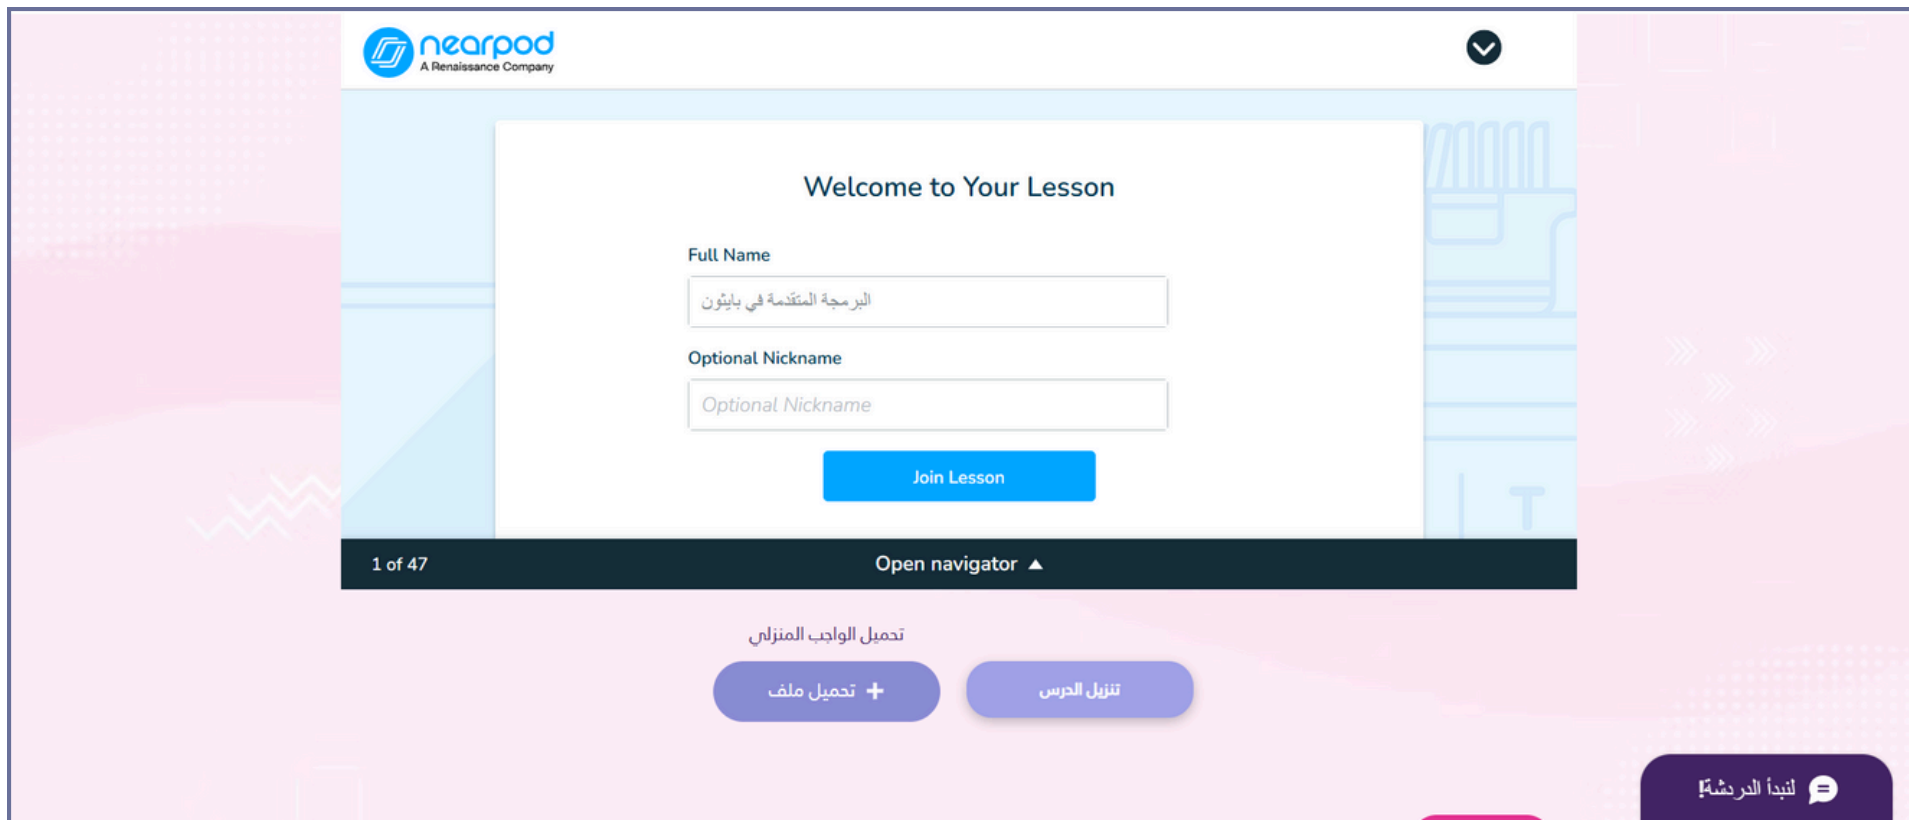 nearpod
A Renaissance Company
Welcome to Your Lesson
Full Name
البرمجة المتقدمة في بايثون
Optional Nickname
Optional Nickname
Join Lesson
1 of 47
Open navigator
تحميل الواجب المنزلي
تنزيل الدرس
+ تحميل ملف
لنبدأ الدردشة!